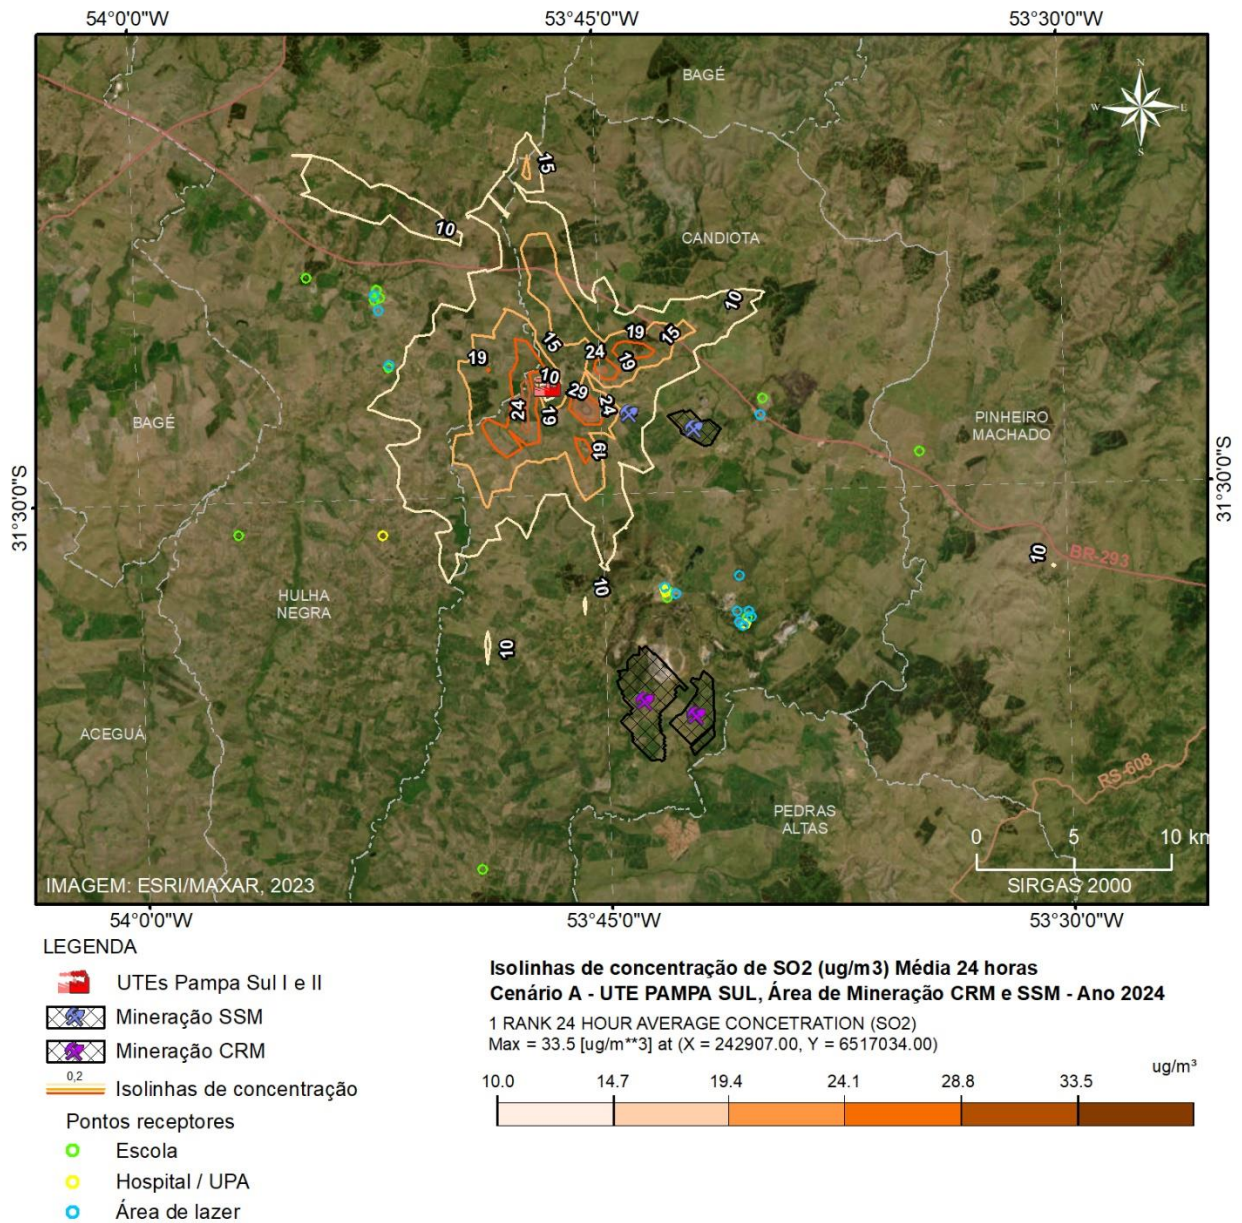 54°0'0"W
53°45'0"W
53°30'0"W
BAGÉ
N
W
E
S
15
10
CANDIOTA
10
19
15
15
24
19
19
10
29
24
24
19
19
BAGÉ
PINHEIRO
MACHADO
31°30'0"S
31°30'0"S
10
BR-293
10
HULHA
NEGRA
10
ACEGUÁ
RS-608
PEDRAS
ALTAS
0
5
10 km
IMAGEM: ESRI/MAXAR, 2023
SIRGAS 2000
54°0'0"W
53°45'0"W
53°30'0"W
LEGENDA
UTEs Pampa Sul I e II
Mineração SSM
Mineração CRM
0,2
Isolinhas de concentração
Pontos receptores
Escola
Hospital / UPA
Área de lazer
Isolinhas de concentração de SO2 (ug/m3) Média 24 horas
Cenário A - UTE PAMPA SUL, Área de Mineração CRM e SSM - Ano 2024
1 RANK 24 HOUR AVERAGE CONCETRATION (SO2)
Max = 33.5 [ug/m**3] at (X = 242907.00, Y = 6517034.00)
ug/m³
10.0
14.7
19.4
24.1
28.8
33.5